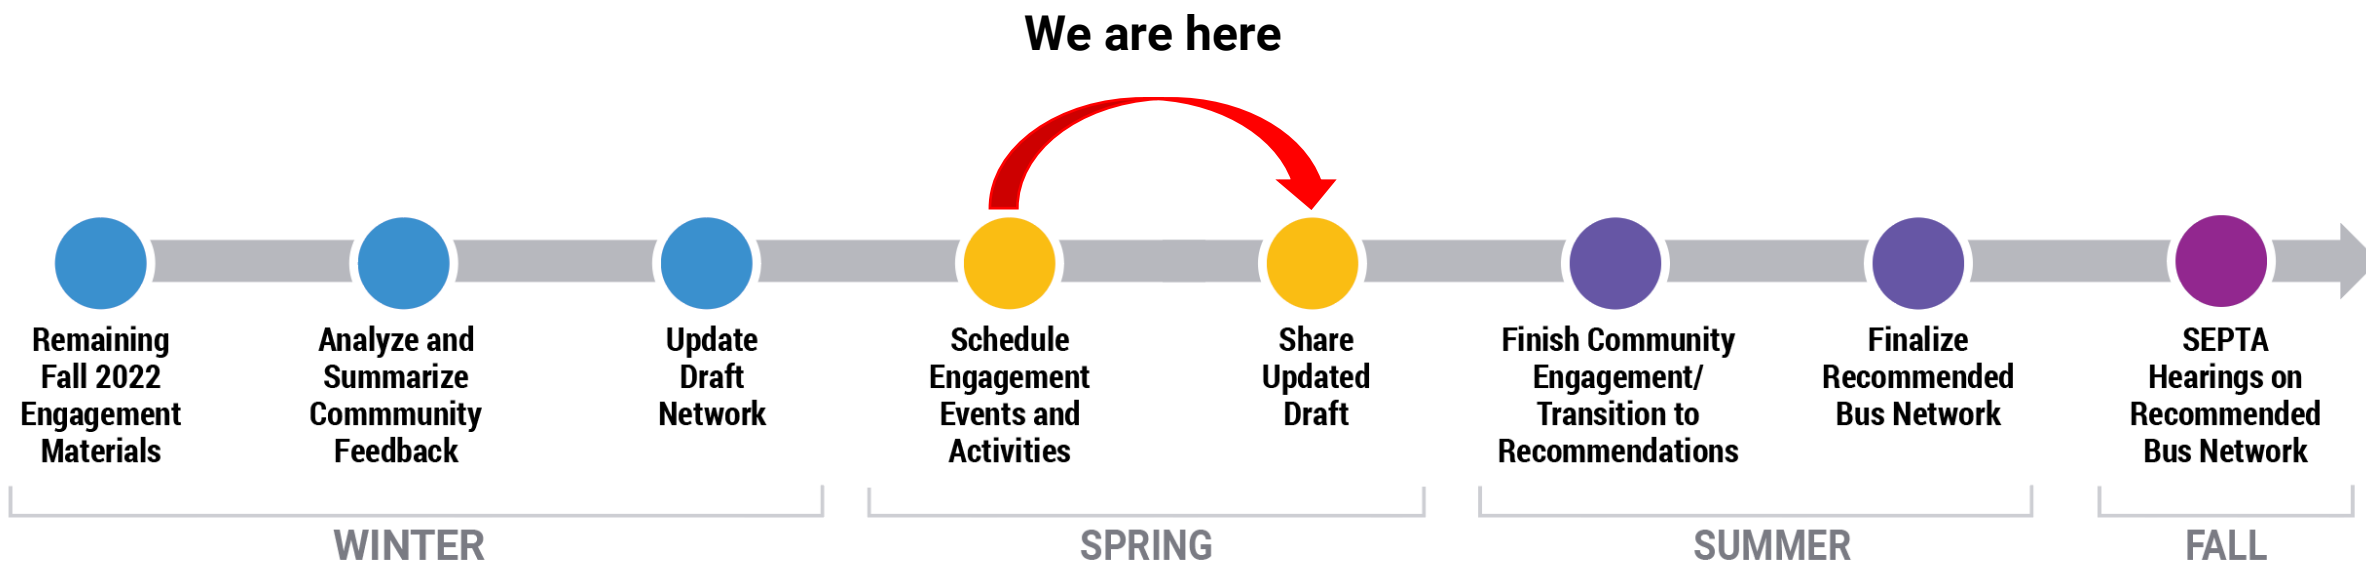 We are here
Remaining
Fall 2022
Engagement
Materials
Analyze and
Summarize
Commmunity
Feedback
Update
Draft
Network
Schedule
Engagement
Events and
Activities
Share
Updated
Draft
Finish Community
Engagement/
Transition to
Recommendations
Finalize
Recommended
Bus Network
SEPTA
Hearings on
Recommended
Bus Network
WINTER
SPRING
SUMMER
FALL